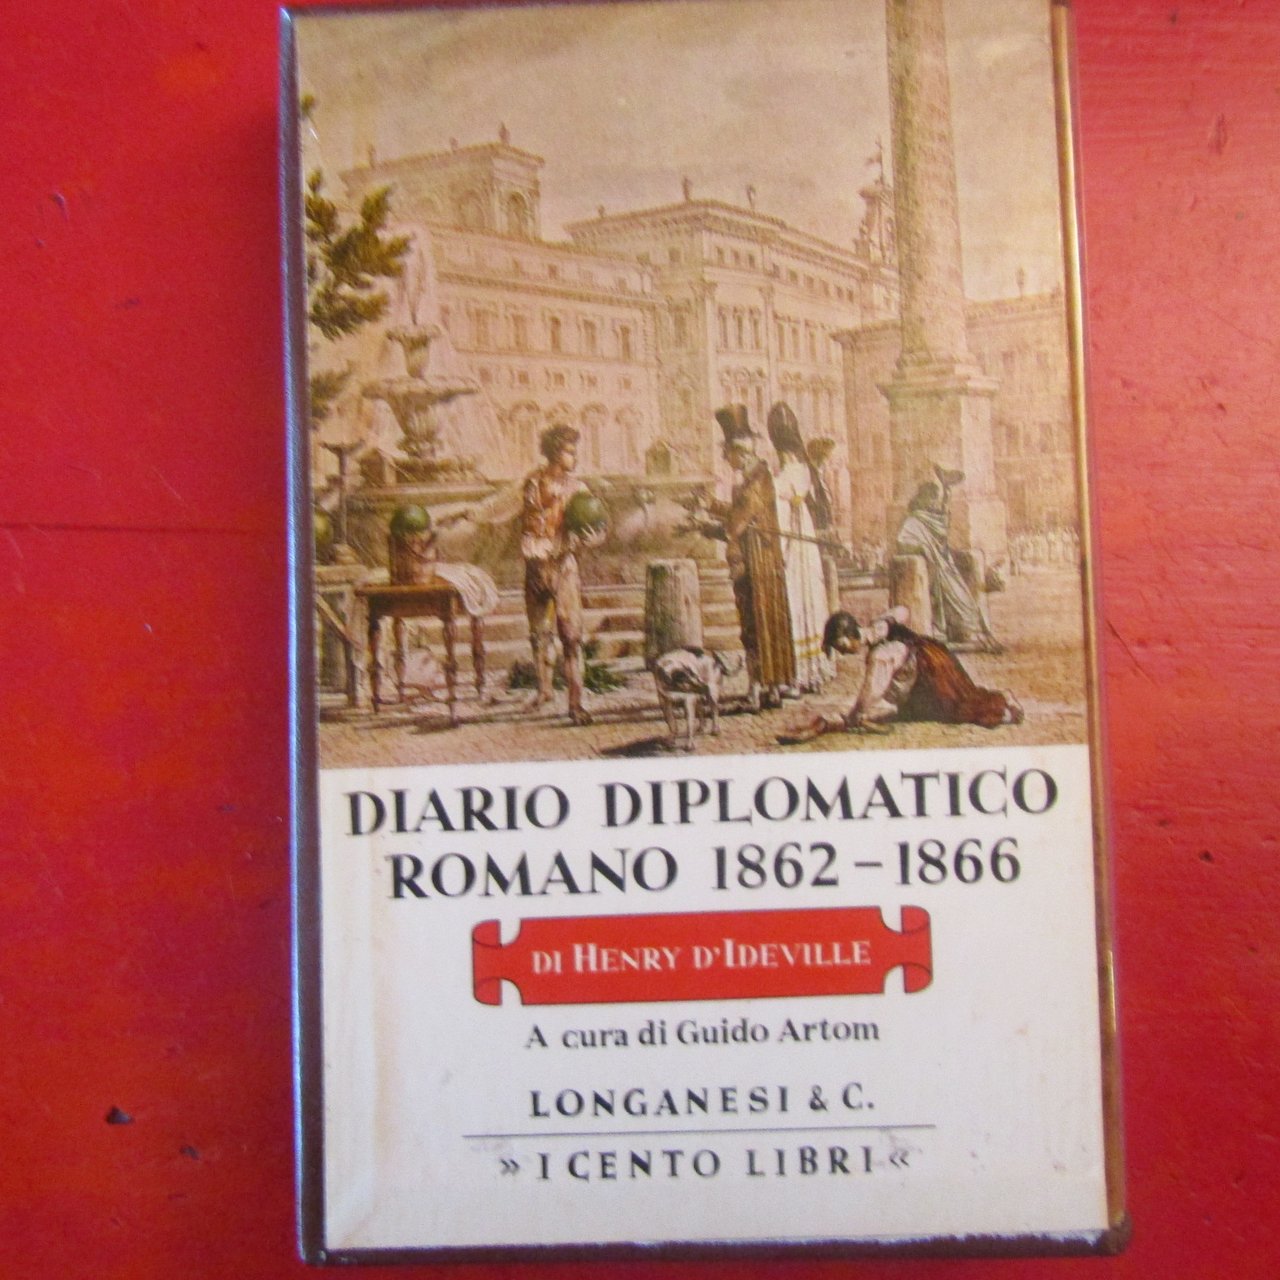 DIARIO DIPLOMATICO
ROMANO 1862 – 1866
DI HENRY D'IDEVILLE
A cura di Guido Artom
LONGANESI & C.
» I CENTO LIBRI «